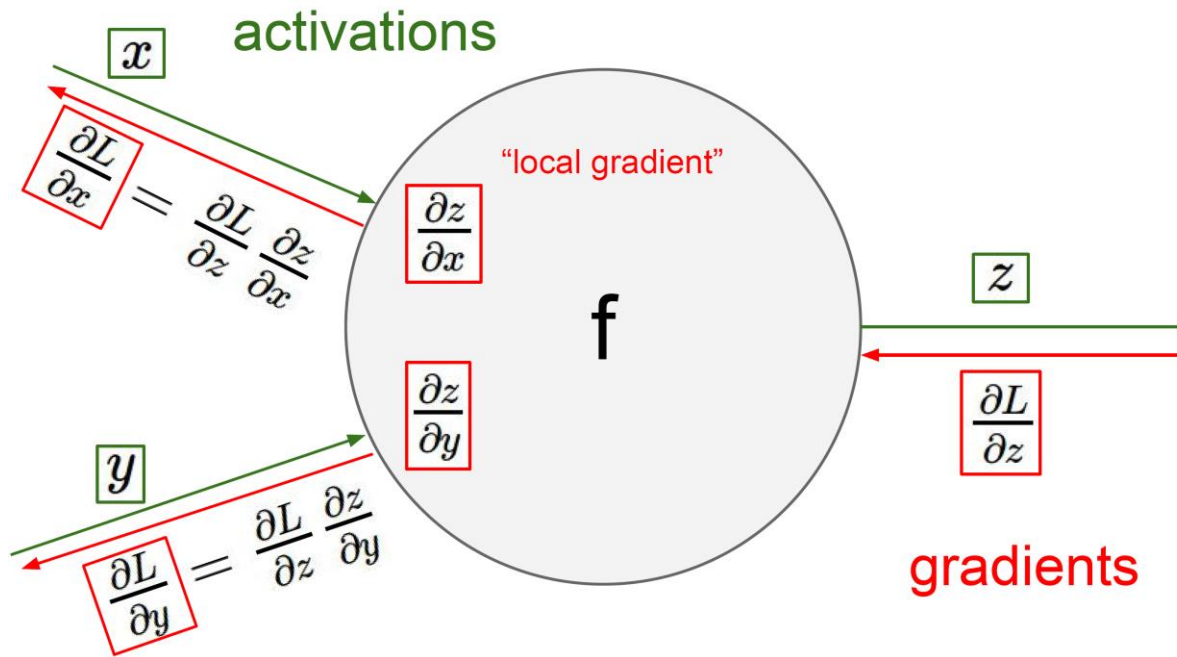 activations
x
∂L/∂x = ∂L/∂z ∂z/∂x
“local gradient”
∂z/∂x
f
z
∂z/∂y
∂L/∂z
y
∂L/∂y = ∂L/∂z ∂z/∂y
gradients